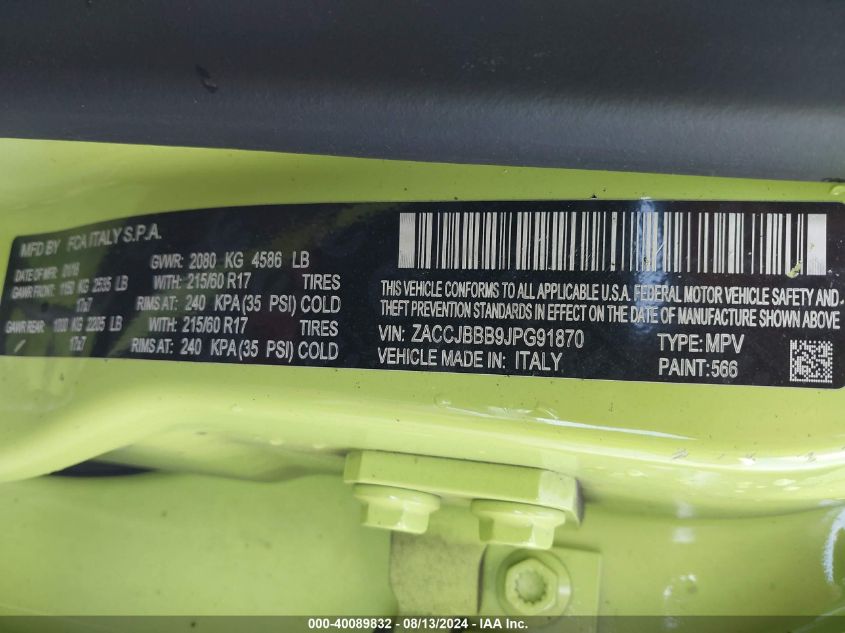 MFD BY FCA ITALY S.P.A.
DATE OF MFR 01/18
GVWR: 2080 KG 4586 LB
GAWR FRONT: 1150 KG 2535 LB
WITH: 215/60 R17 TIRES
17x7
RIMS AT: 240 KPA(35 PSI) COLD
GAWR REAR: 1000 KG 2205 LB
WITH: 215/60 R17 TIRES
17x7
RIMS AT: 240 KPA(35 PSI) COLD
THIS VEHICLE CONFORMS TO ALL APPLICABLE U.S.A. FEDERAL MOTOR VEHICLE SAFETY AND
THEFT PREVENTION STANDARDS IN EFFECT ON THE DATE OF MANUFACTURE SHOWN ABOVE
VIN: ZACCJBBB9JPG91870 TYPE: MPV
VEHICLE MADE IN: ITALY PAINT: 566
000-40089832 - 08/13/2024 - IAA Inc.